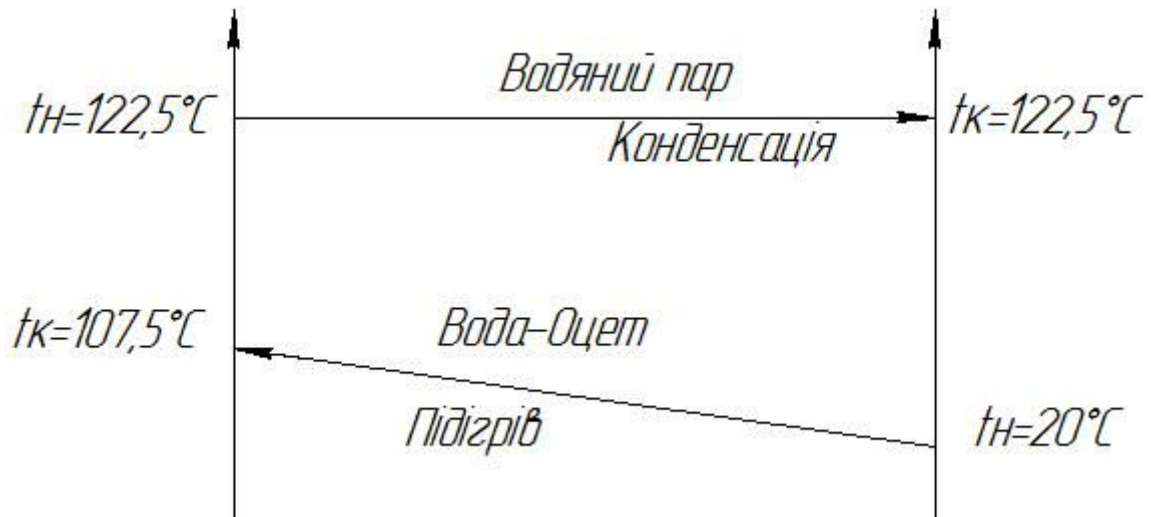 Водяний пар
tн=122,5°C
tк=122,5°C
Конденсація
tк=107,5°C
Вода-Оцет
Підігрів
tн=20°C